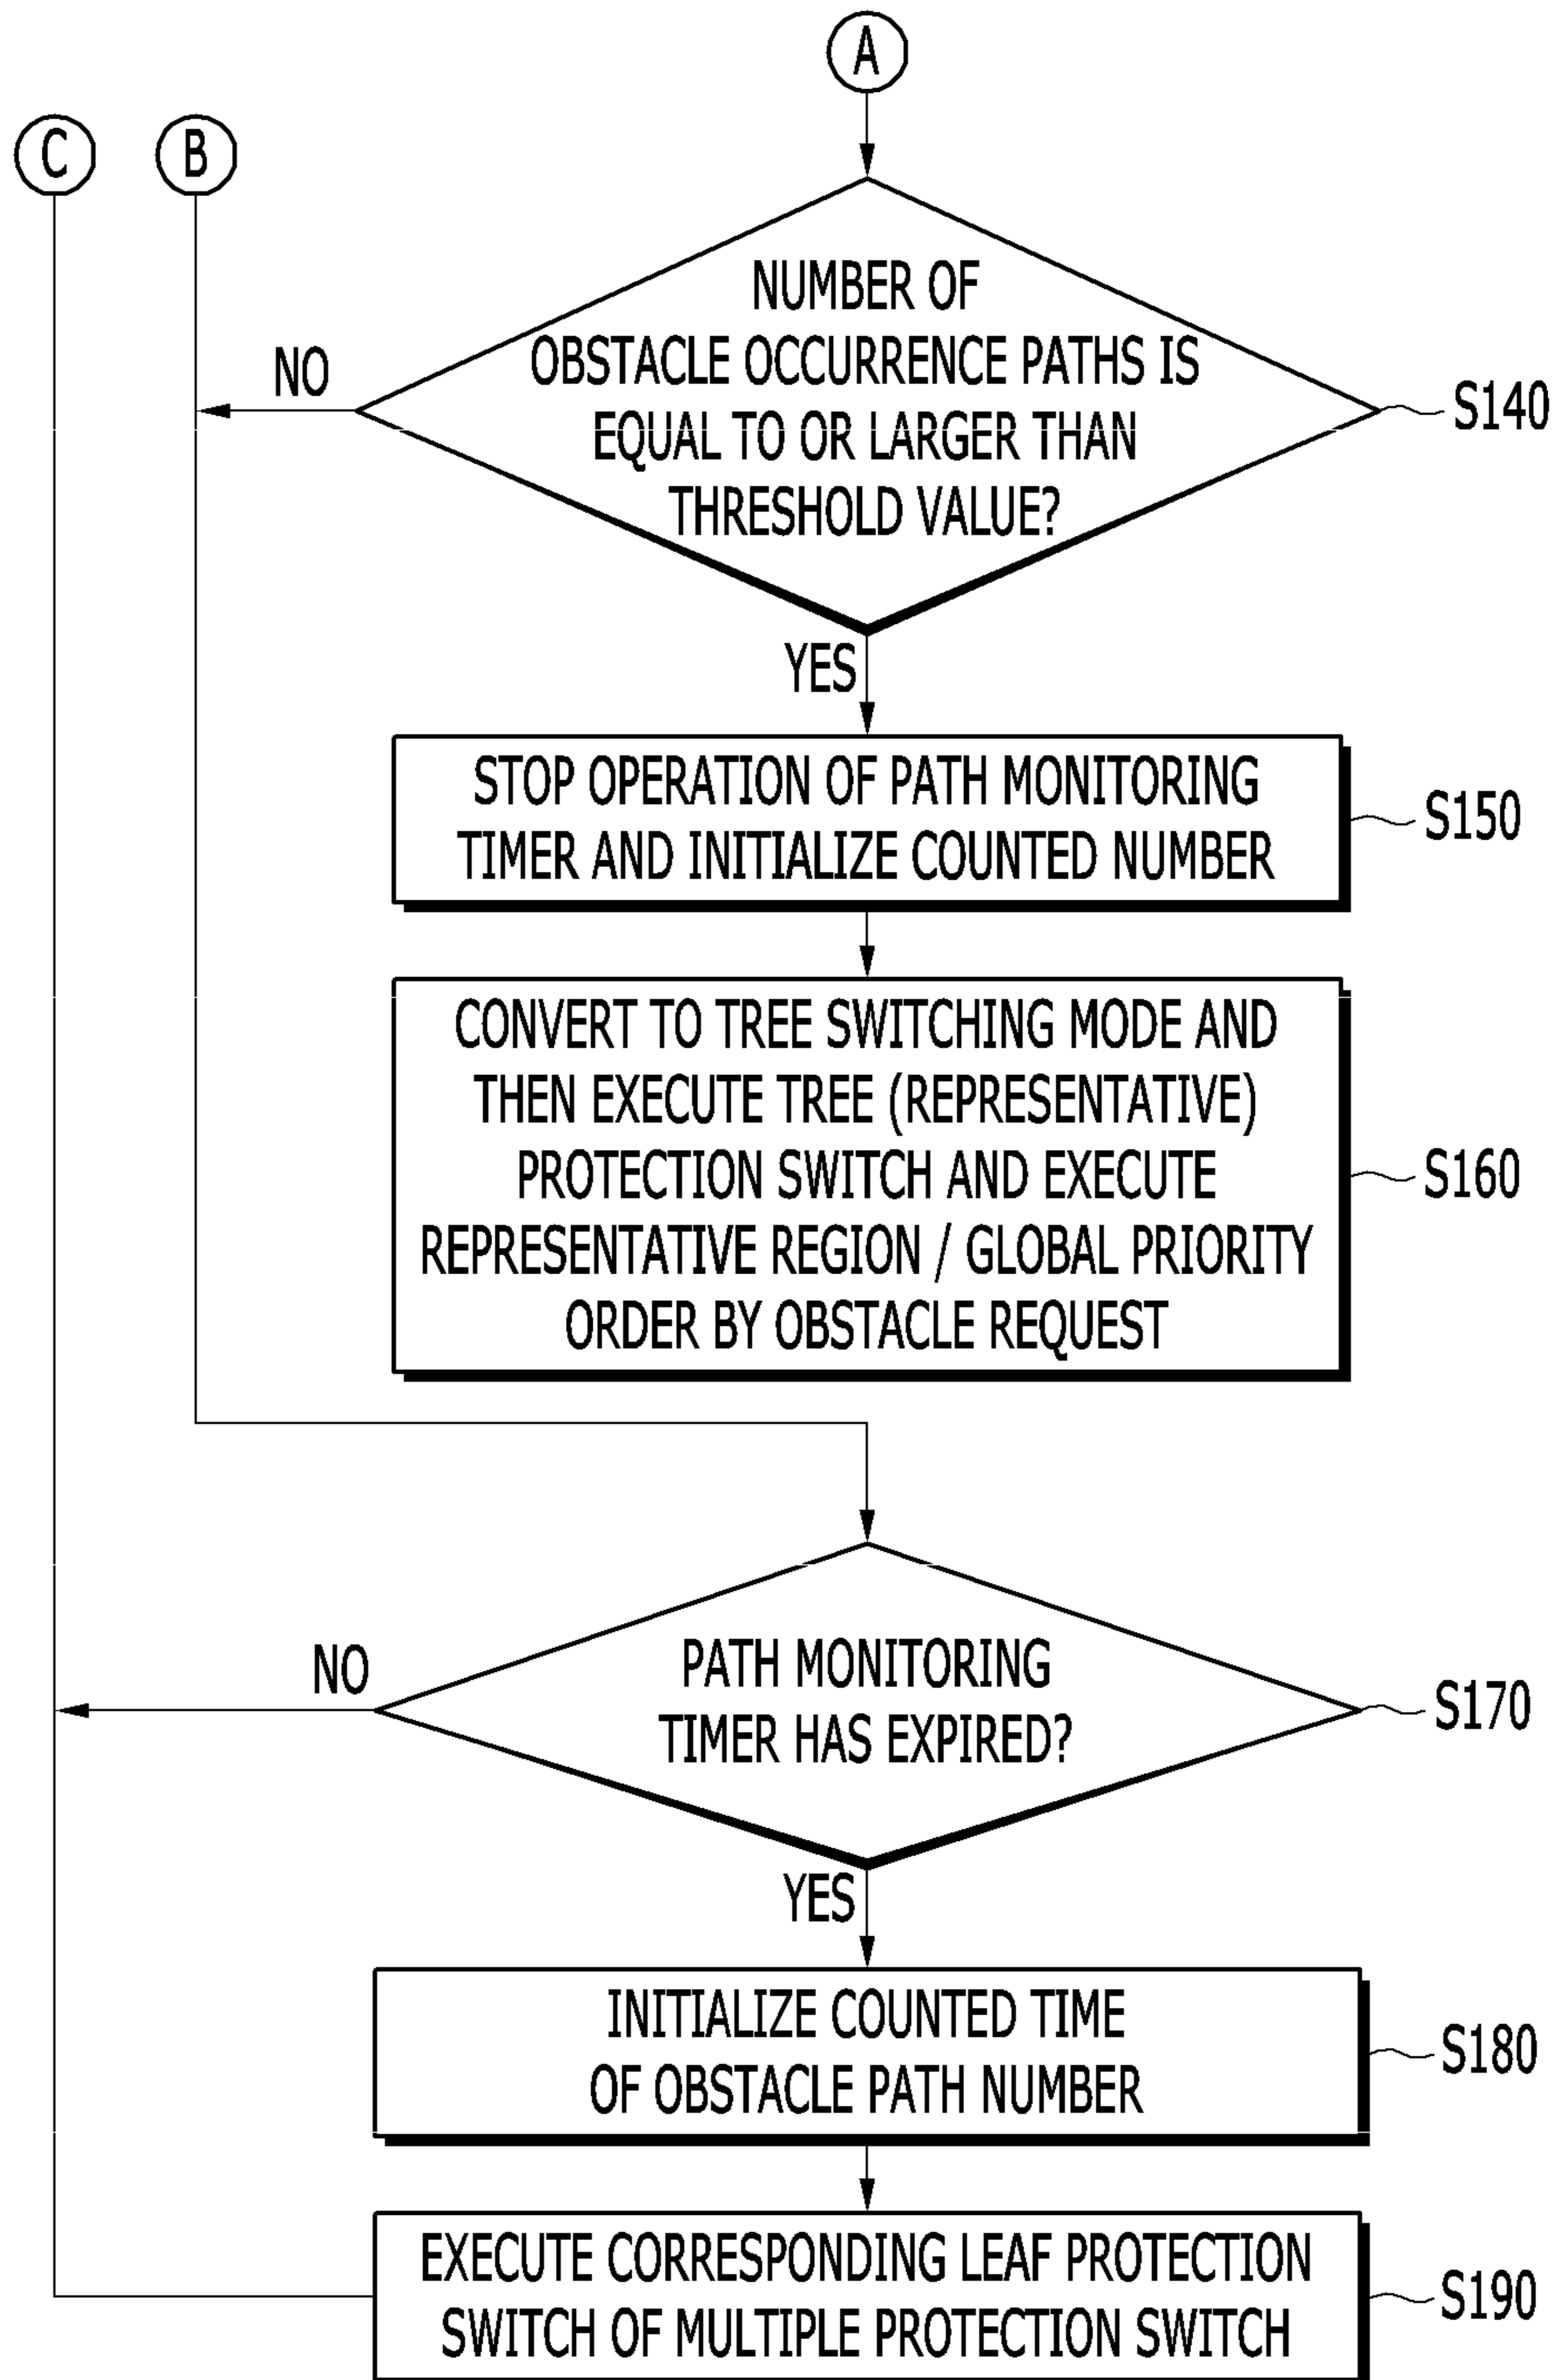 A
C
B
NUMBER OF
OBSTACLE OCCURRENCE PATHS IS
EQUAL TO OR LARGER THAN
THRESHOLD VALUE?
NO
S140
YES
STOP OPERATION OF PATH MONITORING
TIMER AND INITIALIZE COUNTED NUMBER
S150
CONVERT TO TREE SWITCHING MODE AND
THEN EXECUTE TREE (REPRESENTATIVE)
PROTECTION SWITCH AND EXECUTE
REPRESENTATIVE REGION / GLOBAL PRIORITY
ORDER BY OBSTACLE REQUEST
S160
PATH MONITORING
TIMER HAS EXPIRED?
NO
S170
YES
INITIALIZE COUNTED TIME
OF OBSTACLE PATH NUMBER
S180
EXECUTE CORRESPONDING LEAF PROTECTION
SWITCH OF MULTIPLE PROTECTION SWITCH
S190